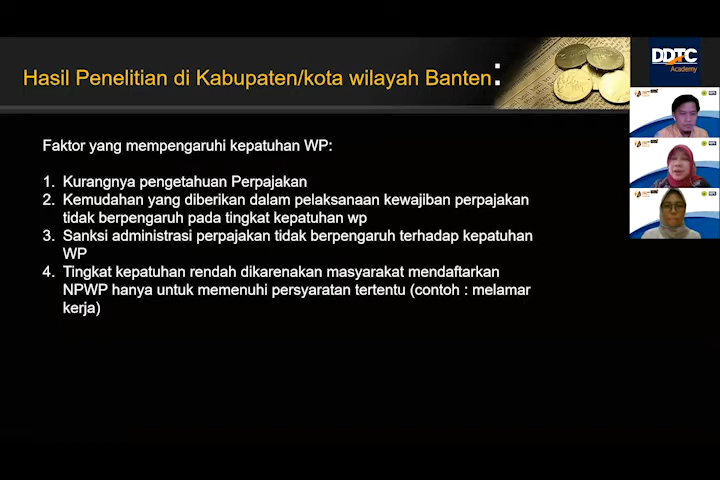 Hasil Penelitian di Kabupaten/kota wilayah Banten:
DDTC
Academy
Faktor yang mempengaruhi kepatuhan WP:
1. Kurangnya pengetahuan Perpajakan
2. Kemudahan yang diberikan dalam pelaksanaan kewajiban perpajakan
tidak berpengaruh pada tingkat kepatuhan wp
3. Sanksi administrasi perpajakan tidak berpengaruh terhadap kepatuhan
WP
4. Tingkat kepatuhan rendah dikarenakan masyarakat mendaftarkan
NPWP hanya untuk memenuhi persyaratan tertentu (contoh : melamar
kerja)